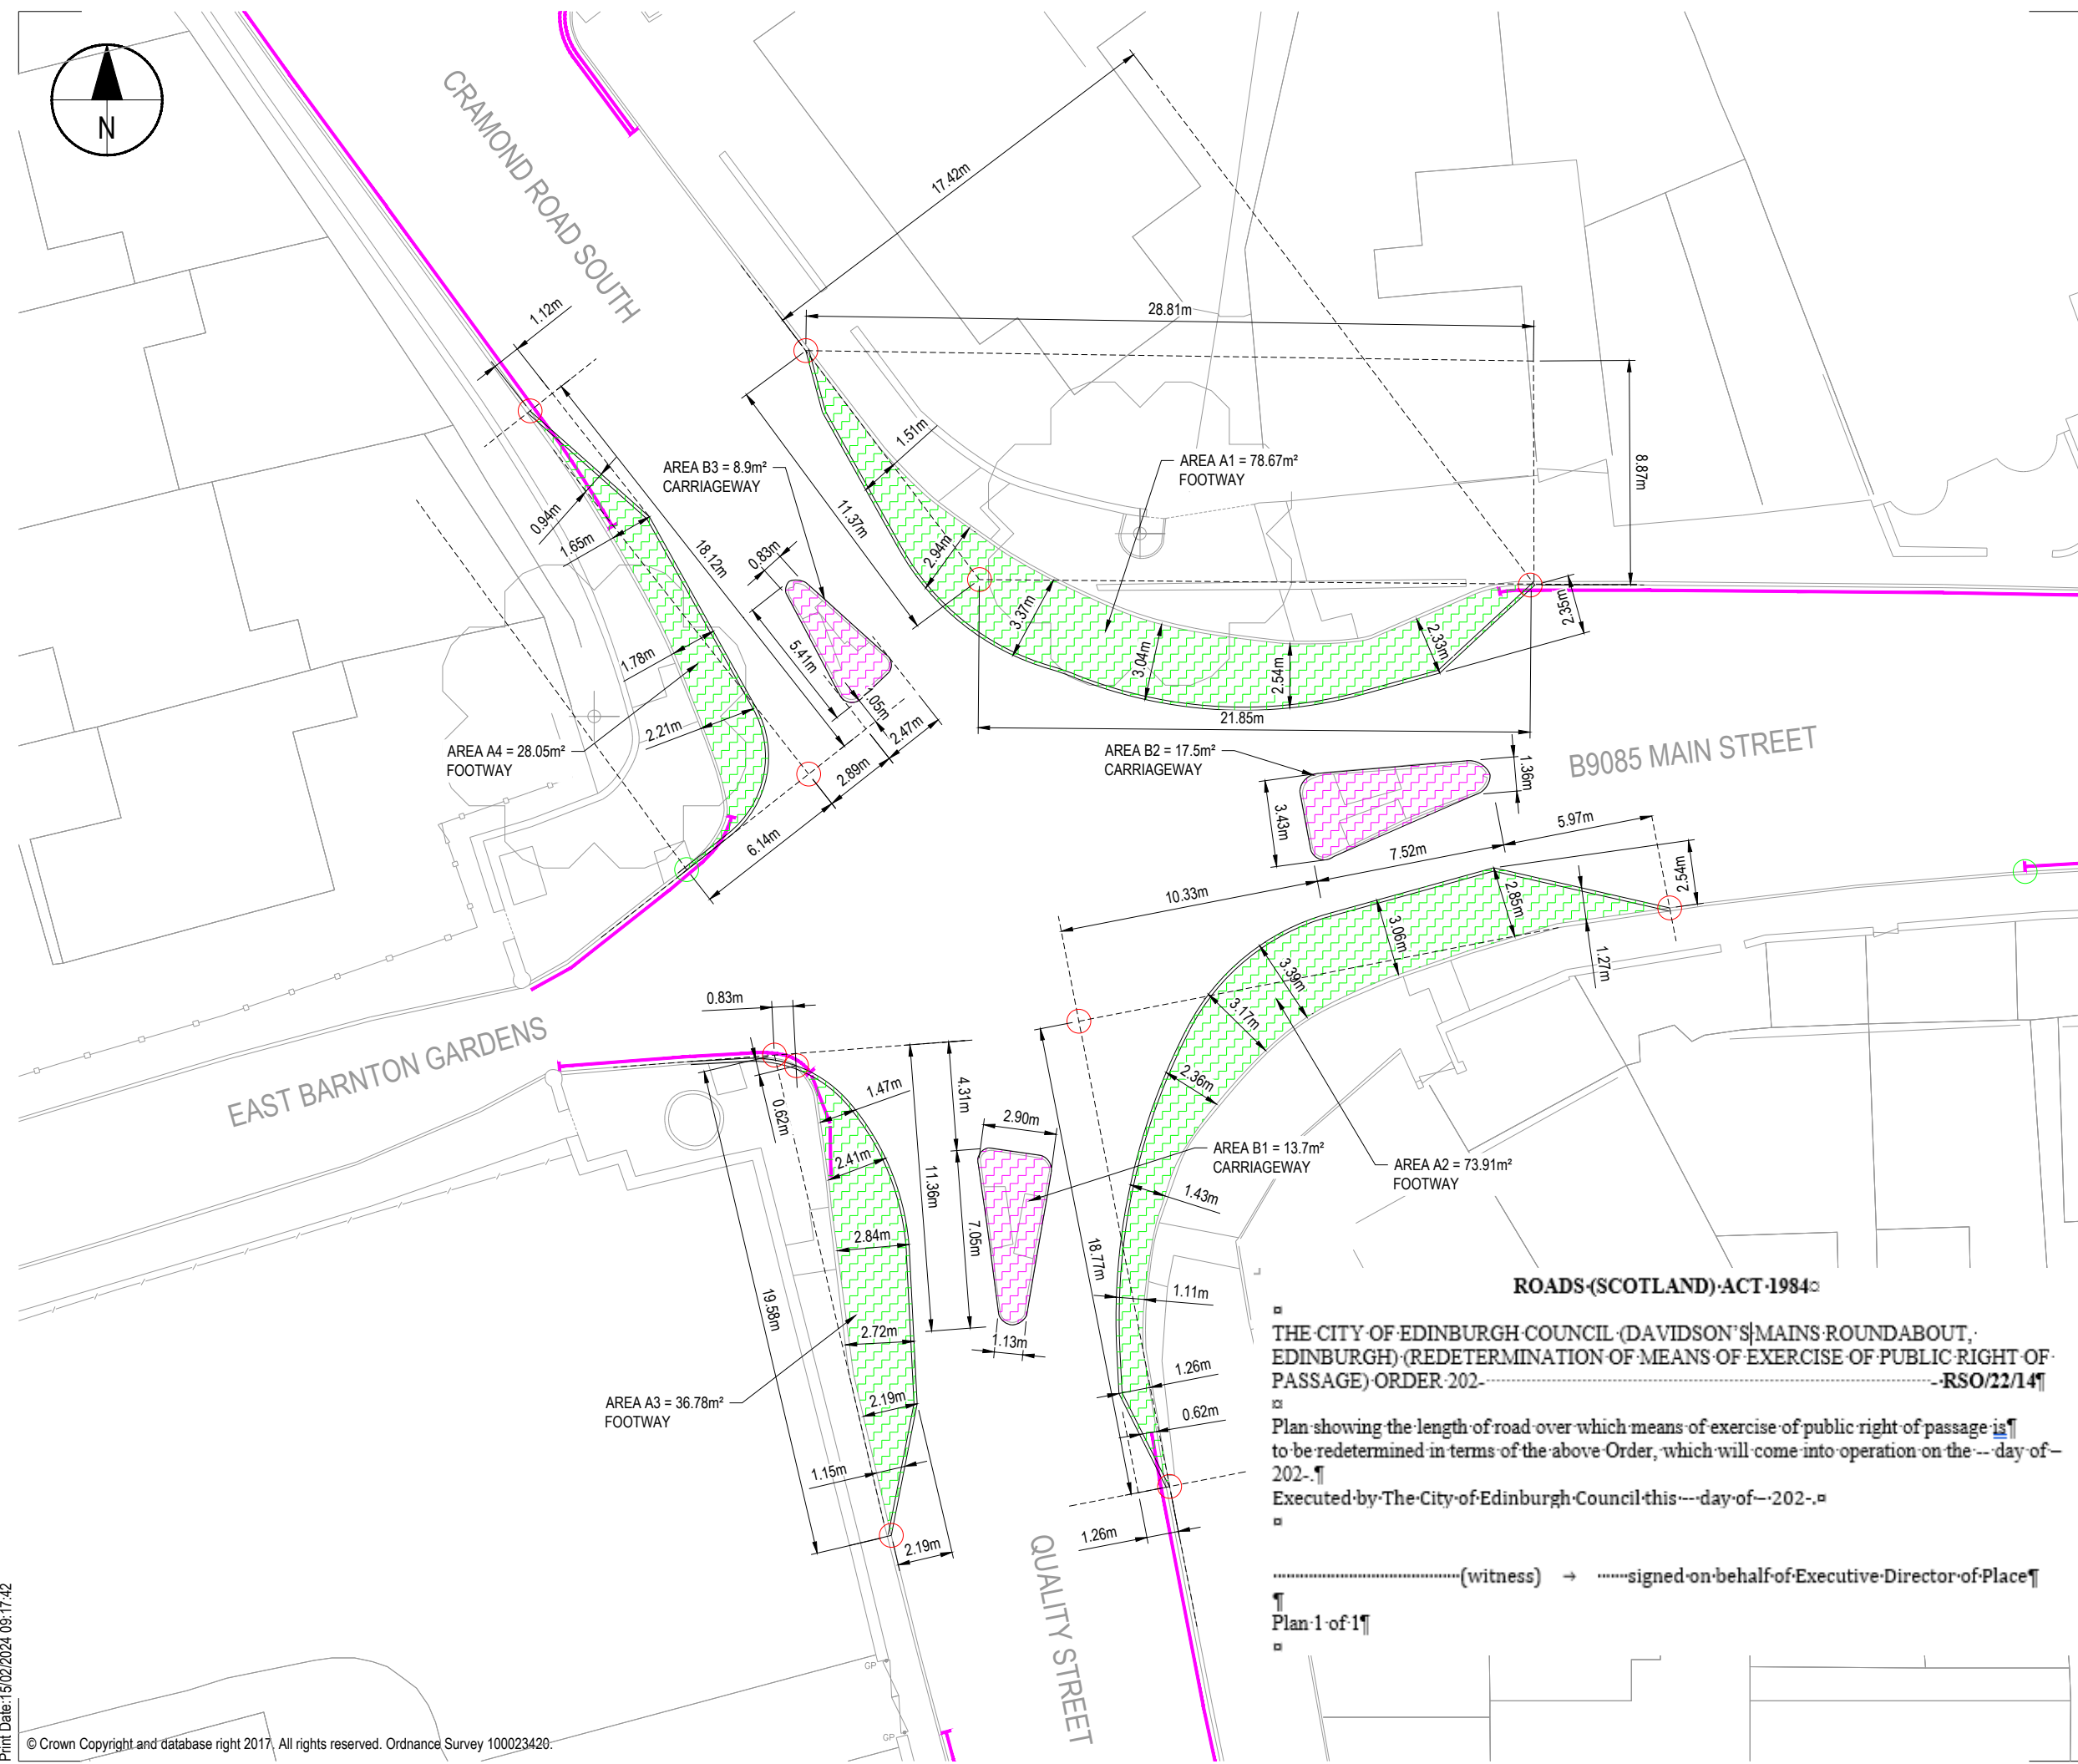 N
CRAMOND ROAD SOUTH
17.42m
1.12m
28.81m
8.87m
1.51m
AREA B3 = 8.9m²
CARRIAGEWAY
AREA A1 = 78.67m²
FOOTWAY
11.37m
0.94m
1.65m
18.12m
0.83m
2.94m
3.37m
3.04m
2.54m
2.33m
2.35m
5.41m
1.05m
2.47m
2.89m
6.14m
1.78m
2.21m
AREA A4 = 28.05m²
FOOTWAY
21.85m
AREA B2 = 17.5m²
CARRIAGEWAY
B9085 MAIN STREET
1.36m
3.43m
5.97m
7.52m
10.33m
2.54m
2.85m
3.06m
1.27m
3.39m
3.17m
2.36m
EAST BARNTON GARDENS
0.83m
0.62m
1.47m
2.41m
4.31m
2.90m
11.36m
7.05m
2.84m
AREA B1 = 13.7m²
CARRIAGEWAY
AREA A2 = 73.91m²
FOOTWAY
1.43m
18.77m
1.11m
19.58m
2.72m
1.13m
1.26m
0.62m
AREA A3 = 36.78m²
FOOTWAY
2.19m
1.15m
2.19m
1.26m
QUALITY STREET
GP
GP
ROADS·(SCOTLAND)·ACT·1984¤
¤
THE·CITY·OF·EDINBURGH·COUNCIL·(DAVIDSON'S·MAINS·ROUNDABOUT,·
EDINBURGH)·(REDETERMINATION·OF·MEANS·OF·EXERCISE·OF·PUBLIC·RIGHT·OF·
PASSAGE)·ORDER·202- -·RSO/22/14¶
¤
Plan·showing·the·length·of·road·over·which·means·of·exercise·of·public·right·of·passage·is¶
to·be·redetermined·in·terms·of·the·above·Order,·which·will·come·into·operation·on·the·--·day·of·–
202-.¶
Executed·by·The·City·of·Edinburgh·Council·this·--·day·of·–·202-.¤
¤
(witness) → signed·on·behalf·of·Executive·Director·of·Place¶
¶
Plan·1·of·1¶
¤
Print Date:15/02/2024 09:17:42
© Crown Copyright and database right 2017. All rights reserved. Ordnance Survey 100023420.